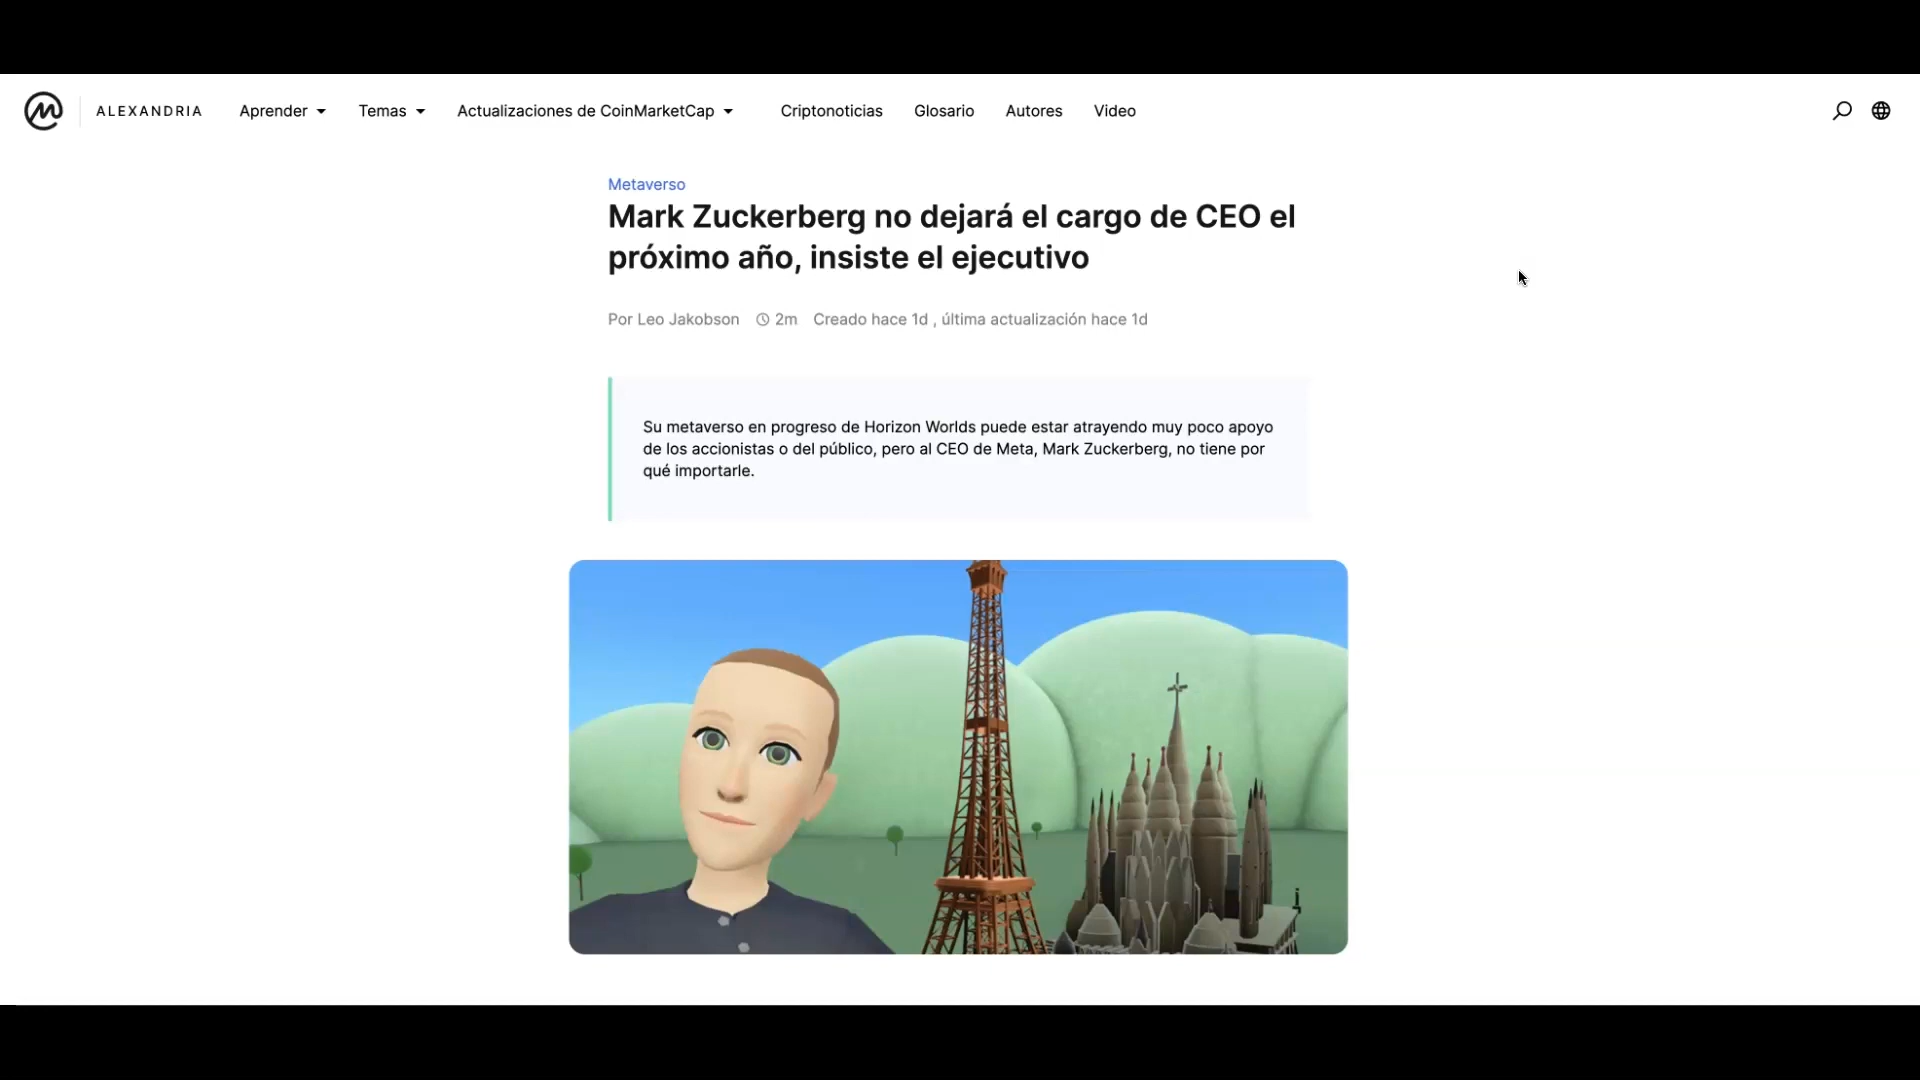 ALEXANDRIA Aprender Temas Actualizaciones de CoinMarketCap Criptonoticias Glosario Autores Video
Metaverso
Mark Zuckerberg no dejará el cargo de CEO el
próximo año, insiste el ejecutivo
Por Leo Jakobson 2m Creado hace 1d , última actualización hace 1d
Su metaverso en progreso de Horizon Worlds puede estar atrayendo muy poco apoyo
de los accionistas o del público, pero al CEO de Meta, Mark Zuckerberg, no tiene por
qué importarle.